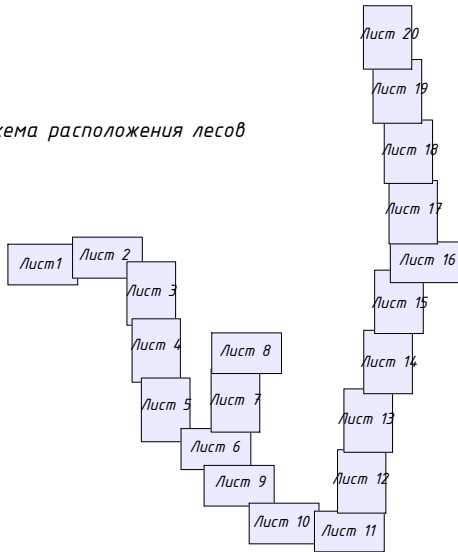 расположения лесов
Лист 20
Лист 19
Лист 18
Лист 17
Лист 16
Лист 15
Лист 14
Лист 13
Лист 12
Лист 11
Лист 10
Лист 9
Лист 6
Лист 7
Лист 8
Лист 5
Лист 4
Лист 3
Лист 2
Лист1